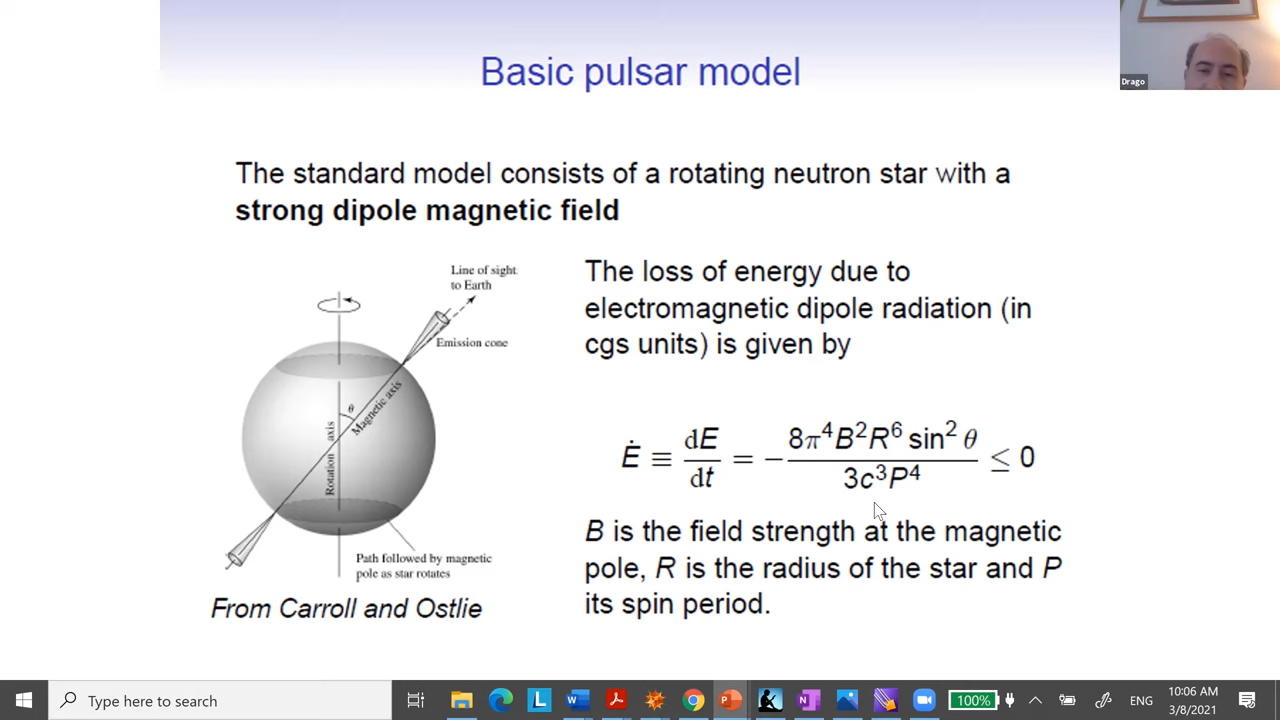 Basic pulsar model
Drago
The standard model consists of a rotating neutron star with a
strong dipole magnetic field
Line of sight
to Earth
Emission cone
θ
Magnetic axis
Rotation axis
Path followed by magnetic
pole as star rotates
From Carroll and Ostlie
The loss of energy due to
electromagnetic dipole radiation (in
cgs units) is given by
Ė ≡ dE/dt = − 8π⁴B²R⁶ sin² θ / 3c³P⁴ ≤ 0
B is the field strength at the magnetic
pole, R is the radius of the star and P
its spin period.
Type here to search
L
W
P
N
100%
ENG
10:06 AM
3/8/2021